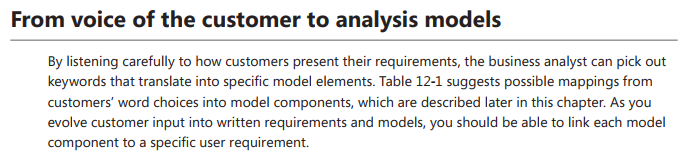 From voice of the customer to analysis models
By listening carefully to how customers present their requirements, the business analyst can pick out
keywords that translate into specific model elements. Table 12-1 suggests possible mappings from
customers’ word choices into model components, which are described later in this chapter. As you
evolve customer input into written requirements and models, you should be able to link each model
component to a specific user requirement.